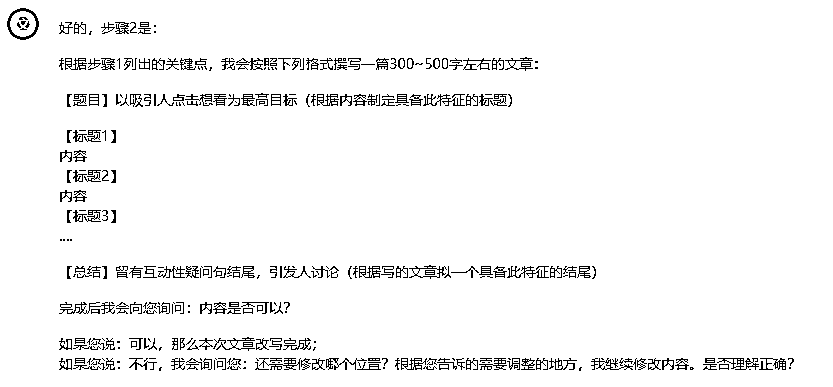 好的，步骤2是：
根据步骤1列出的关键点，我会按照下列格式撰写一篇300~500字左右的文章：
【题目】以吸引人点击想看为最高目标（根据内容制定具备此特征的标题）
【标题1】
内容
【标题2】
内容
【标题3】
....
【总结】留有互动性疑问句结尾，引发人讨论（根据写的文章拟一个具备此特征的结尾）
完成后我会向您询问：内容是否可以？
如果您说：可以，那么本次文章改写完成；
如果您说：不行，我会询问您：还需要修改哪个位置？根据您告诉的需要调整的地方，我继续修改内容。是否理解正确？